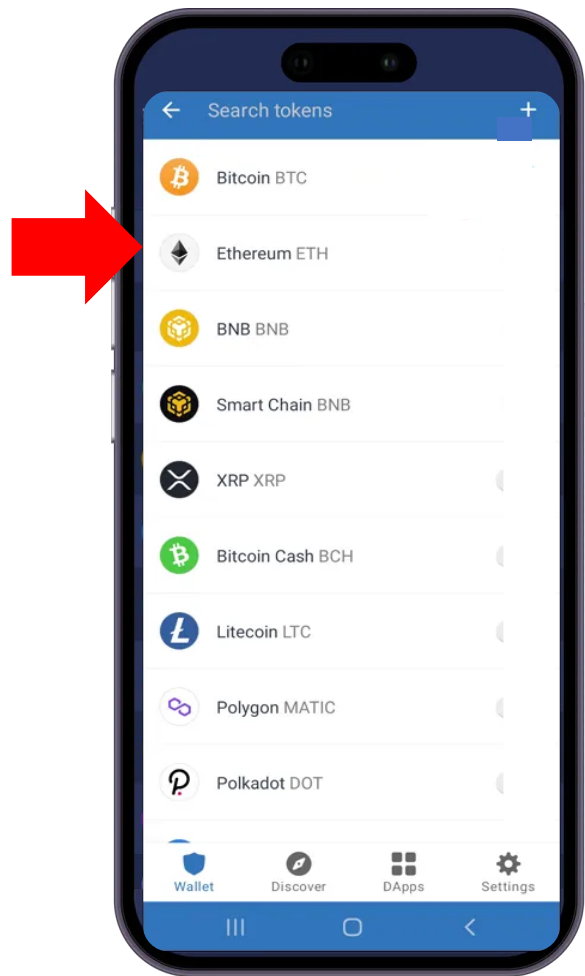 Search tokens
Bitcoin BTC
Ethereum ETH
BNB BNB
Smart Chain BNB
XRP XRP
Bitcoin Cash BCH
Litecoin LTC
Polygon MATIC
Polkadot DOT
Wallet Discover DApps Settings